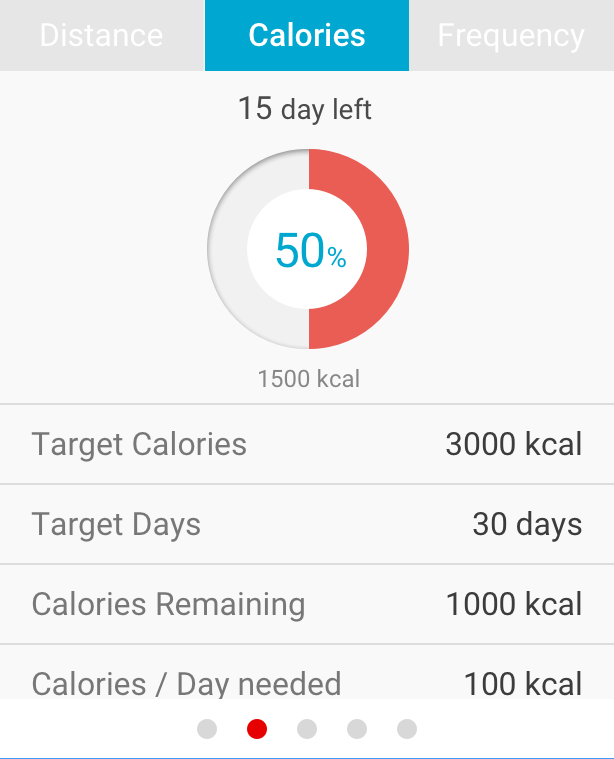 Distance Calories Frequency
15 day left
50%
1500 kcal
Target Calories 3000 kcal
Target Days 30 days
Calories Remaining 1000 kcal
Calories / Day needed 100 kcal